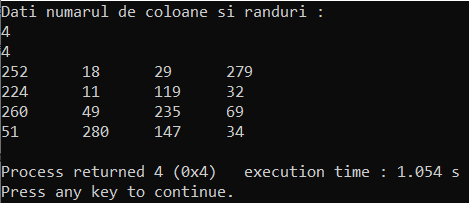 Dati numarul de coloane si randuri :
4
4
252 18 29 279
224 11 119 32
260 49 235 69
51 280 147 34
Process returned 4 (0x4) execution time : 1.054 s
Press any key to continue.